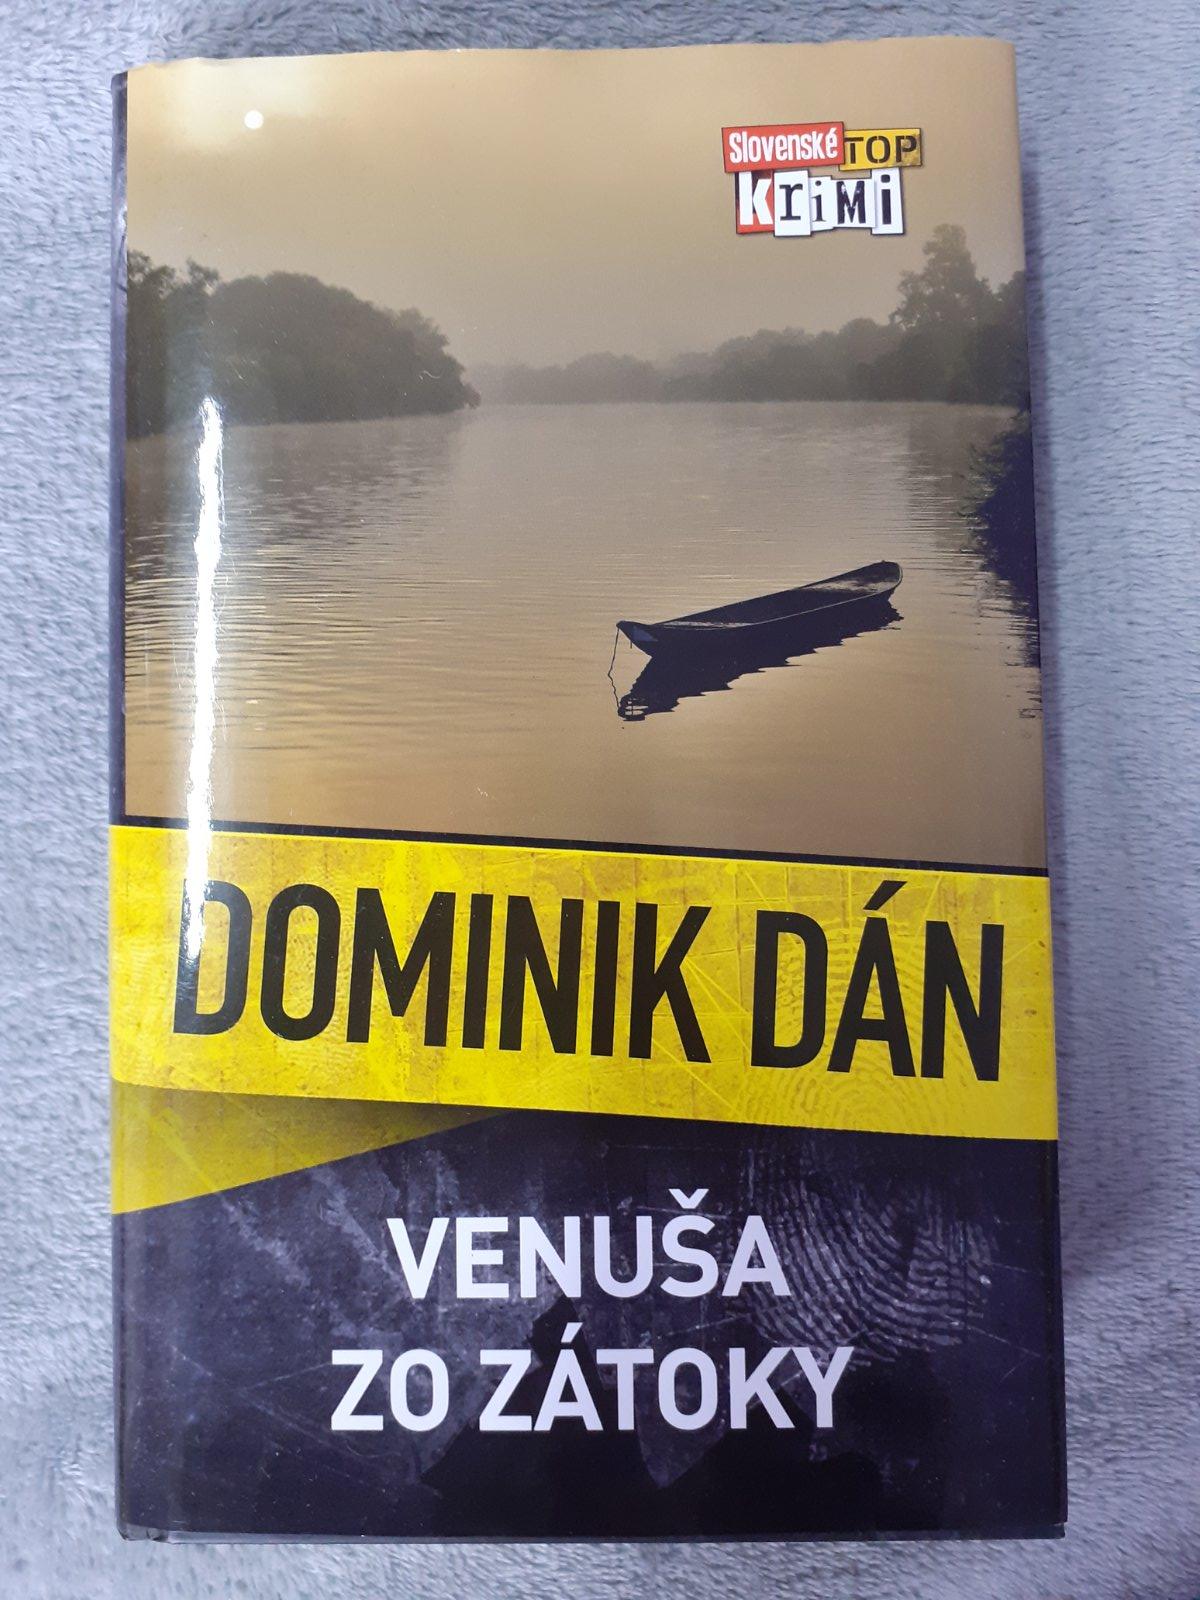 Slovenské TOP
Krimi
DOMINIK DÁN
VENUŠA
ZO ZÁTOKY